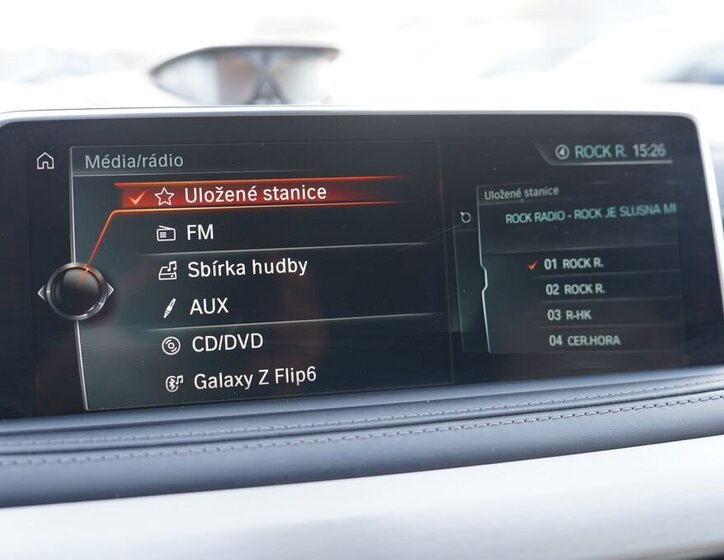 Média/rádio
ROCK R. 15:26
Uložené stanice
FM
Sbírka hudby
AUX
CD/DVD
Galaxy Z Flip6
Uložené stanice
ROCK RADIO - ROCK JE SLUSNA
01 ROCK R.
02 ROCK R.
03 R-HK
04 CER.HORA